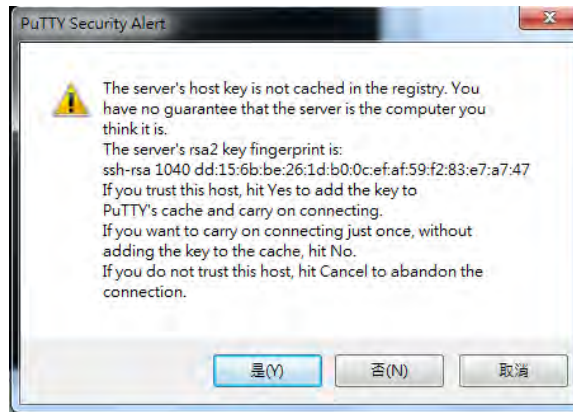 PuTTY Security Alert
The server's host key is not cached in the registry. You
have no guarantee that the server is the computer you
think it is.
The server's rsa2 key fingerprint is:
ssh-rsa 1040 dd:15:6b:be:26:1d:b0:0c:ef:af:59:f2:83:e7:a7:47
If you trust this host, hit Yes to add the key to
PuTTY's cache and carry on connecting.
If you want to carry on connecting just once, without
adding the key to the cache, hit No.
If you do not trust this host, hit Cancel to abandon the
connection.
是(Y) 否(N) 取消